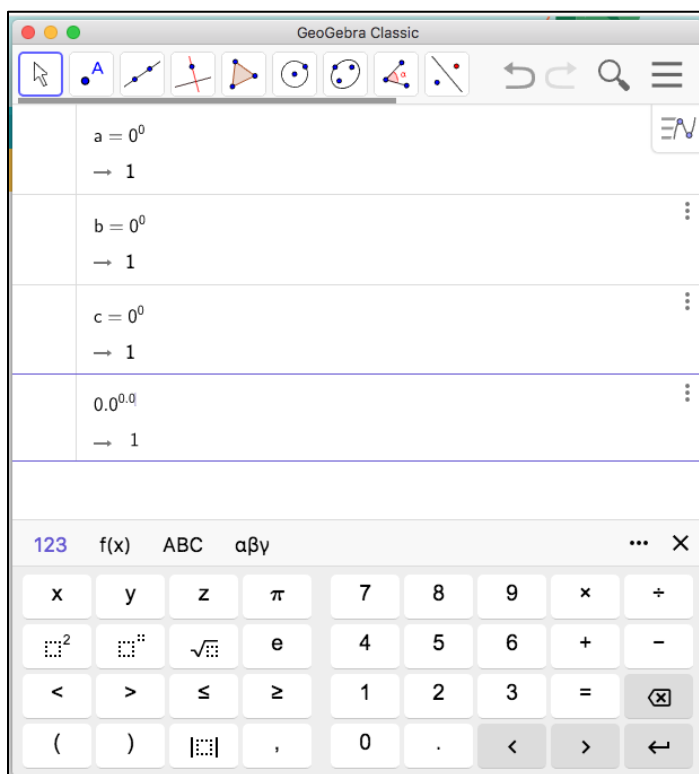 GeoGebra Classic
A
α
a = 0⁰
→ 1
b = 0⁰
→ 1
c = 0⁰
→ 1
0.0⁰·⁰
→ 1
123 f(x) ABC αβγ ••• ×
x y z π 7 8 9 × ÷
² √ e 4 5 6 + −
< > ≤ ≥ 1 2 3 =
( ) | | , 0 . < >